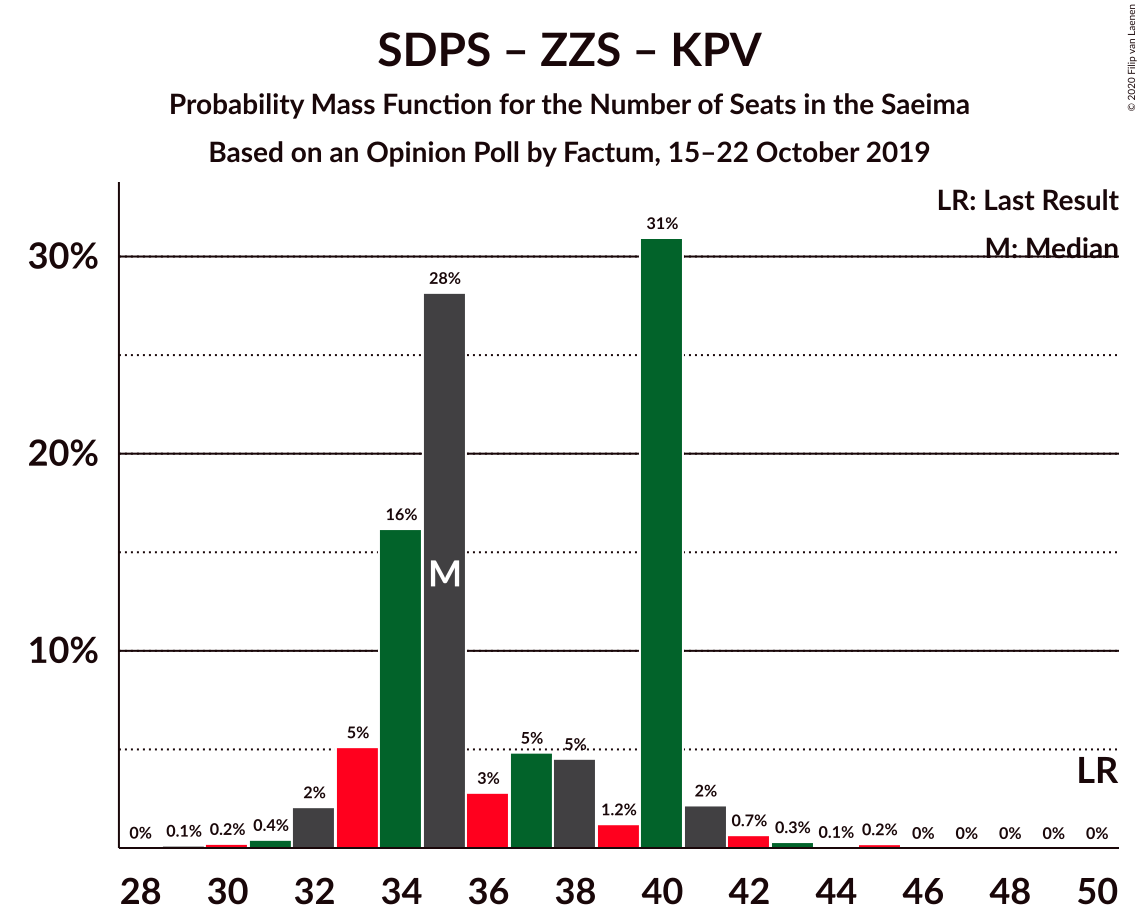 SDPS – ZZS – KPV
Probability Mass Function for the Number of Seats in the Saeima
Based on an Opinion Poll by Factum, 15–22 October 2019
© 2020 Filip van Laenen
LR: Last Result
M: Median
30%
20%
10%
0% 0.1% 0.2% 0.4% 2% 5% 16% 28% 3% 5% 5% 1.2% 31% 2% 0.7% 0.3% 0.1% 0.2% 0% 0% 0% 0% 0%
M
LR
28 30 32 34 36 38 40 42 44 46 48 50